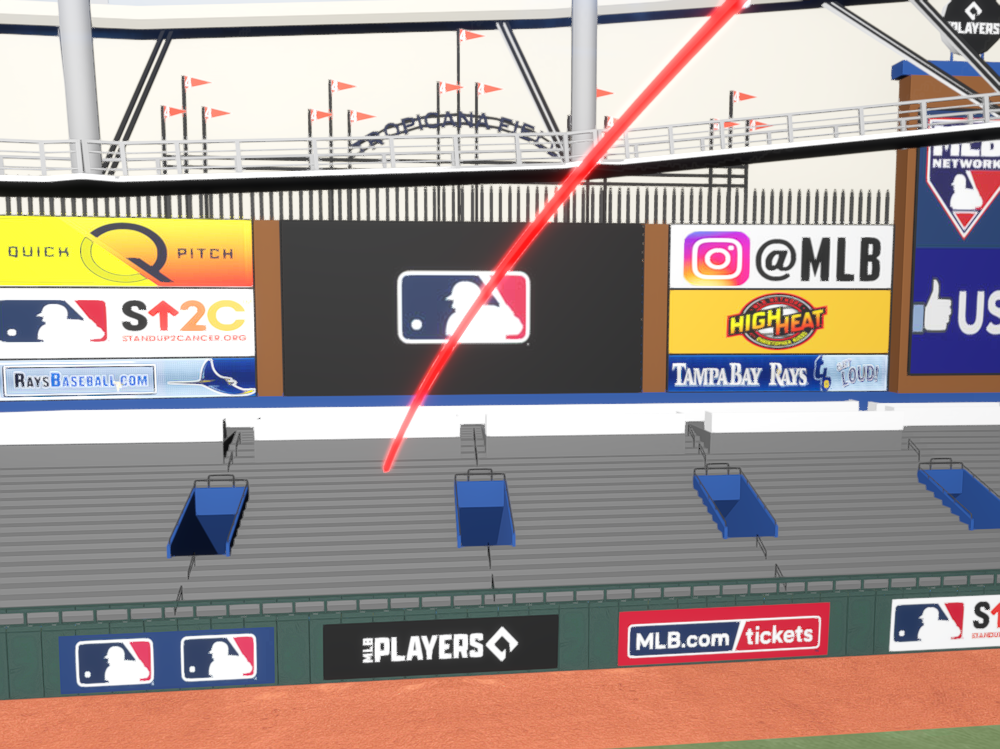 PLAYERS
TROPICANA FIELD
MLB
NETWORK
QUICK Q PITCH
@MLB
S↑2C
STANDUP2CANCER.ORG
HIGH HEAT
US
RAYSBASEBALL.COM
TAMPA BAY RAYS
LOUD!
MLB PLAYERS
MLB.com/tickets
S↑